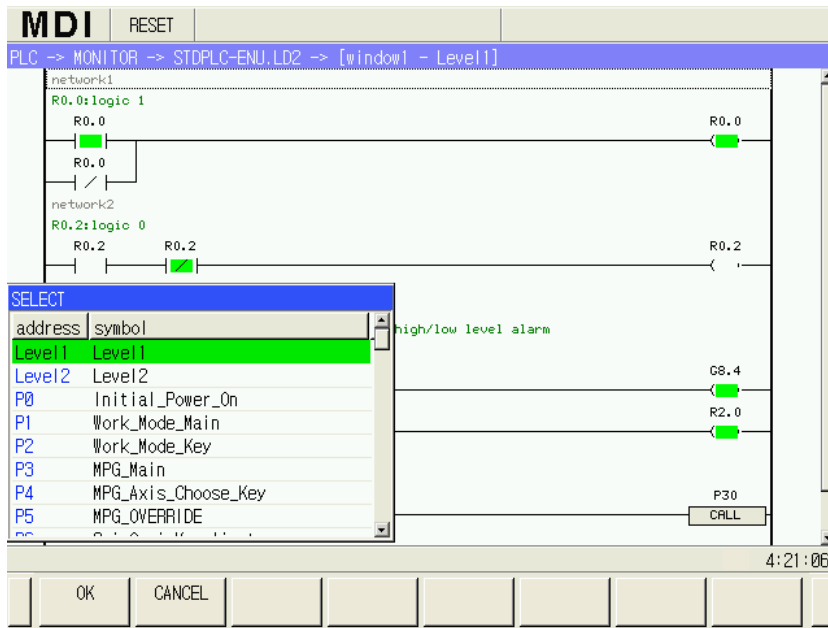 MDI RESET
PLC -> MONITOR -> STDPLC-ENU.LD2 -> [window1 - Level1]
network1
R0.0:logic 1
R0.0 R0.0
R0.0
network2
R0.2:logic 0
R0.2 R0.2 R0.2
SELECT
address symbol
high/low level alarm
Level1 Level1
Level2 Level2
G8.4
P0 Initial_Power_On
R2.0
P1 Work_Mode_Main
P2 Work_Mode_Key
P3 MPG_Main
P4 MPG_Axis_Choose_Key
P30
P5 MPG_OVERRIDE
CALL
4:21:06
OK CANCEL